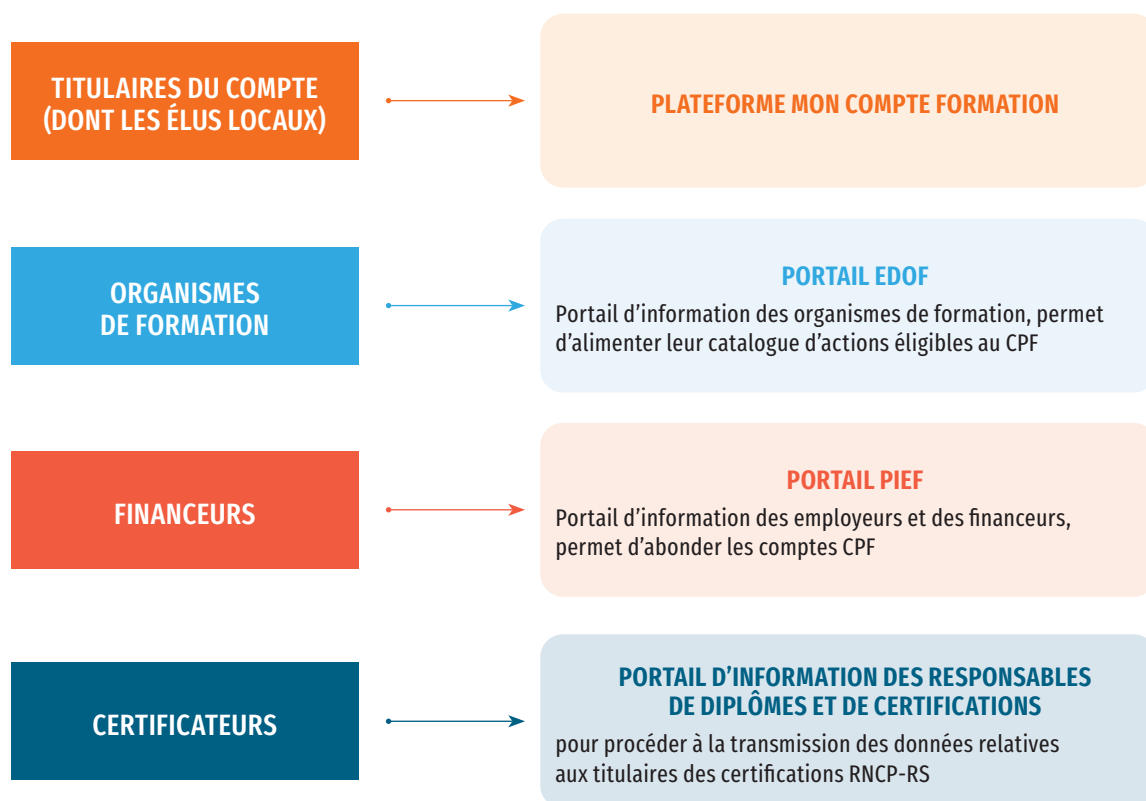 TITULAIRES DU COMPTE
(DONT LES ÉLUS LOCAUX)
PLATEFORME MON COMPTE FORMATION
ORGANISMES
DE FORMATION
PORTAIL EDOF
Portail d’information des organismes de formation, permet
d’alimenter leur catalogue d’actions éligibles au CPF
FINANCEURS
PORTAIL PIEF
Portail d’information des employeurs et des financeurs,
permet d’abonder les comptes CPF
CERTIFICATEURS
PORTAIL D’INFORMATION DES RESPONSABLES
DE DIPLÔMES ET DE CERTIFICATIONS
pour procéder à la transmission des données relatives
aux titulaires des certifications RNCP-RS